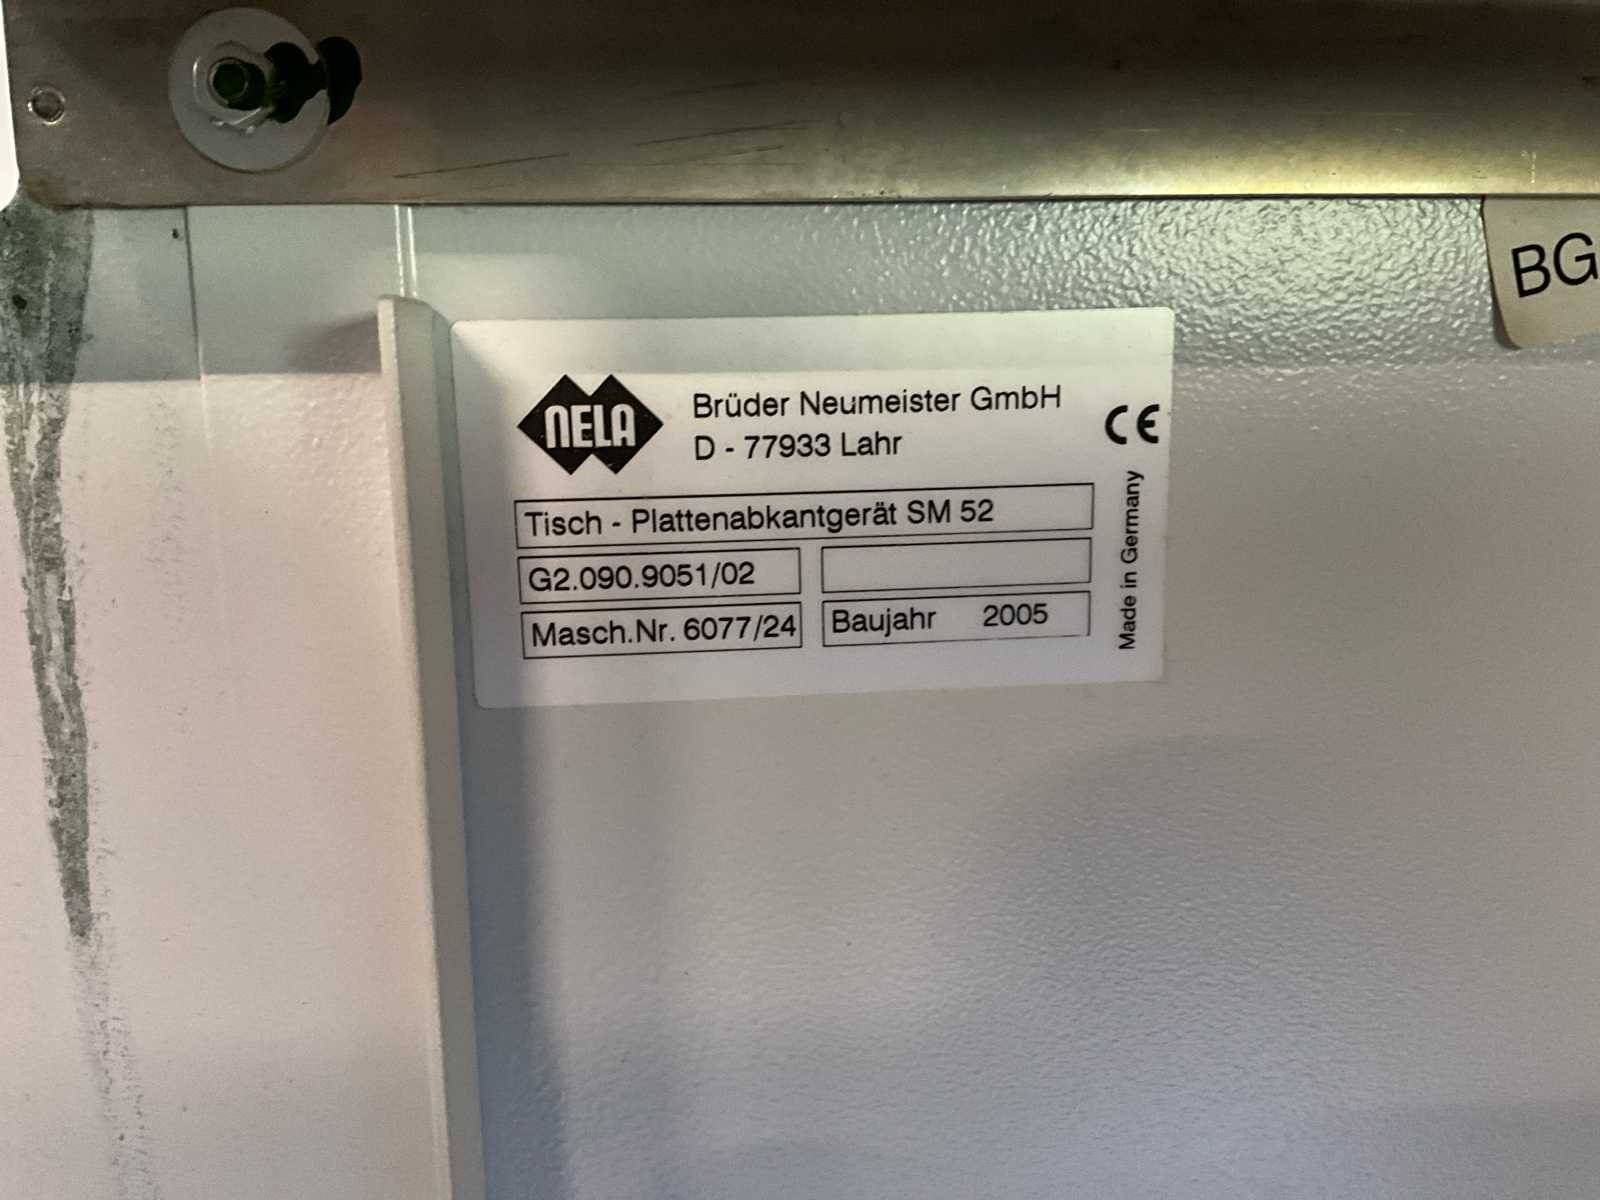 BG
NELA
Brüder Neumeister GmbH
D - 77933 Lahr
CE
Tisch - Plattenabkantgerät SM 52
G2.090.9051/02
Masch.Nr. 6077/24
Baujahr 2005
Made in Germany